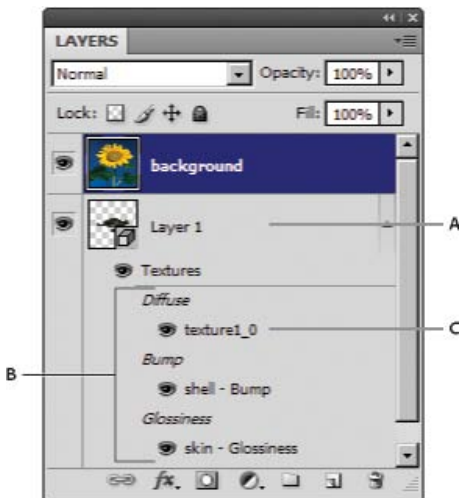 LAYERS
Normal Opacity: 100%
Lock: Fill: 100%
background
Layer 1 A
Textures
Diffuse
texture1_0 C
Bump
B
shell - Bump
Glossiness
skin - Glossiness
fx.